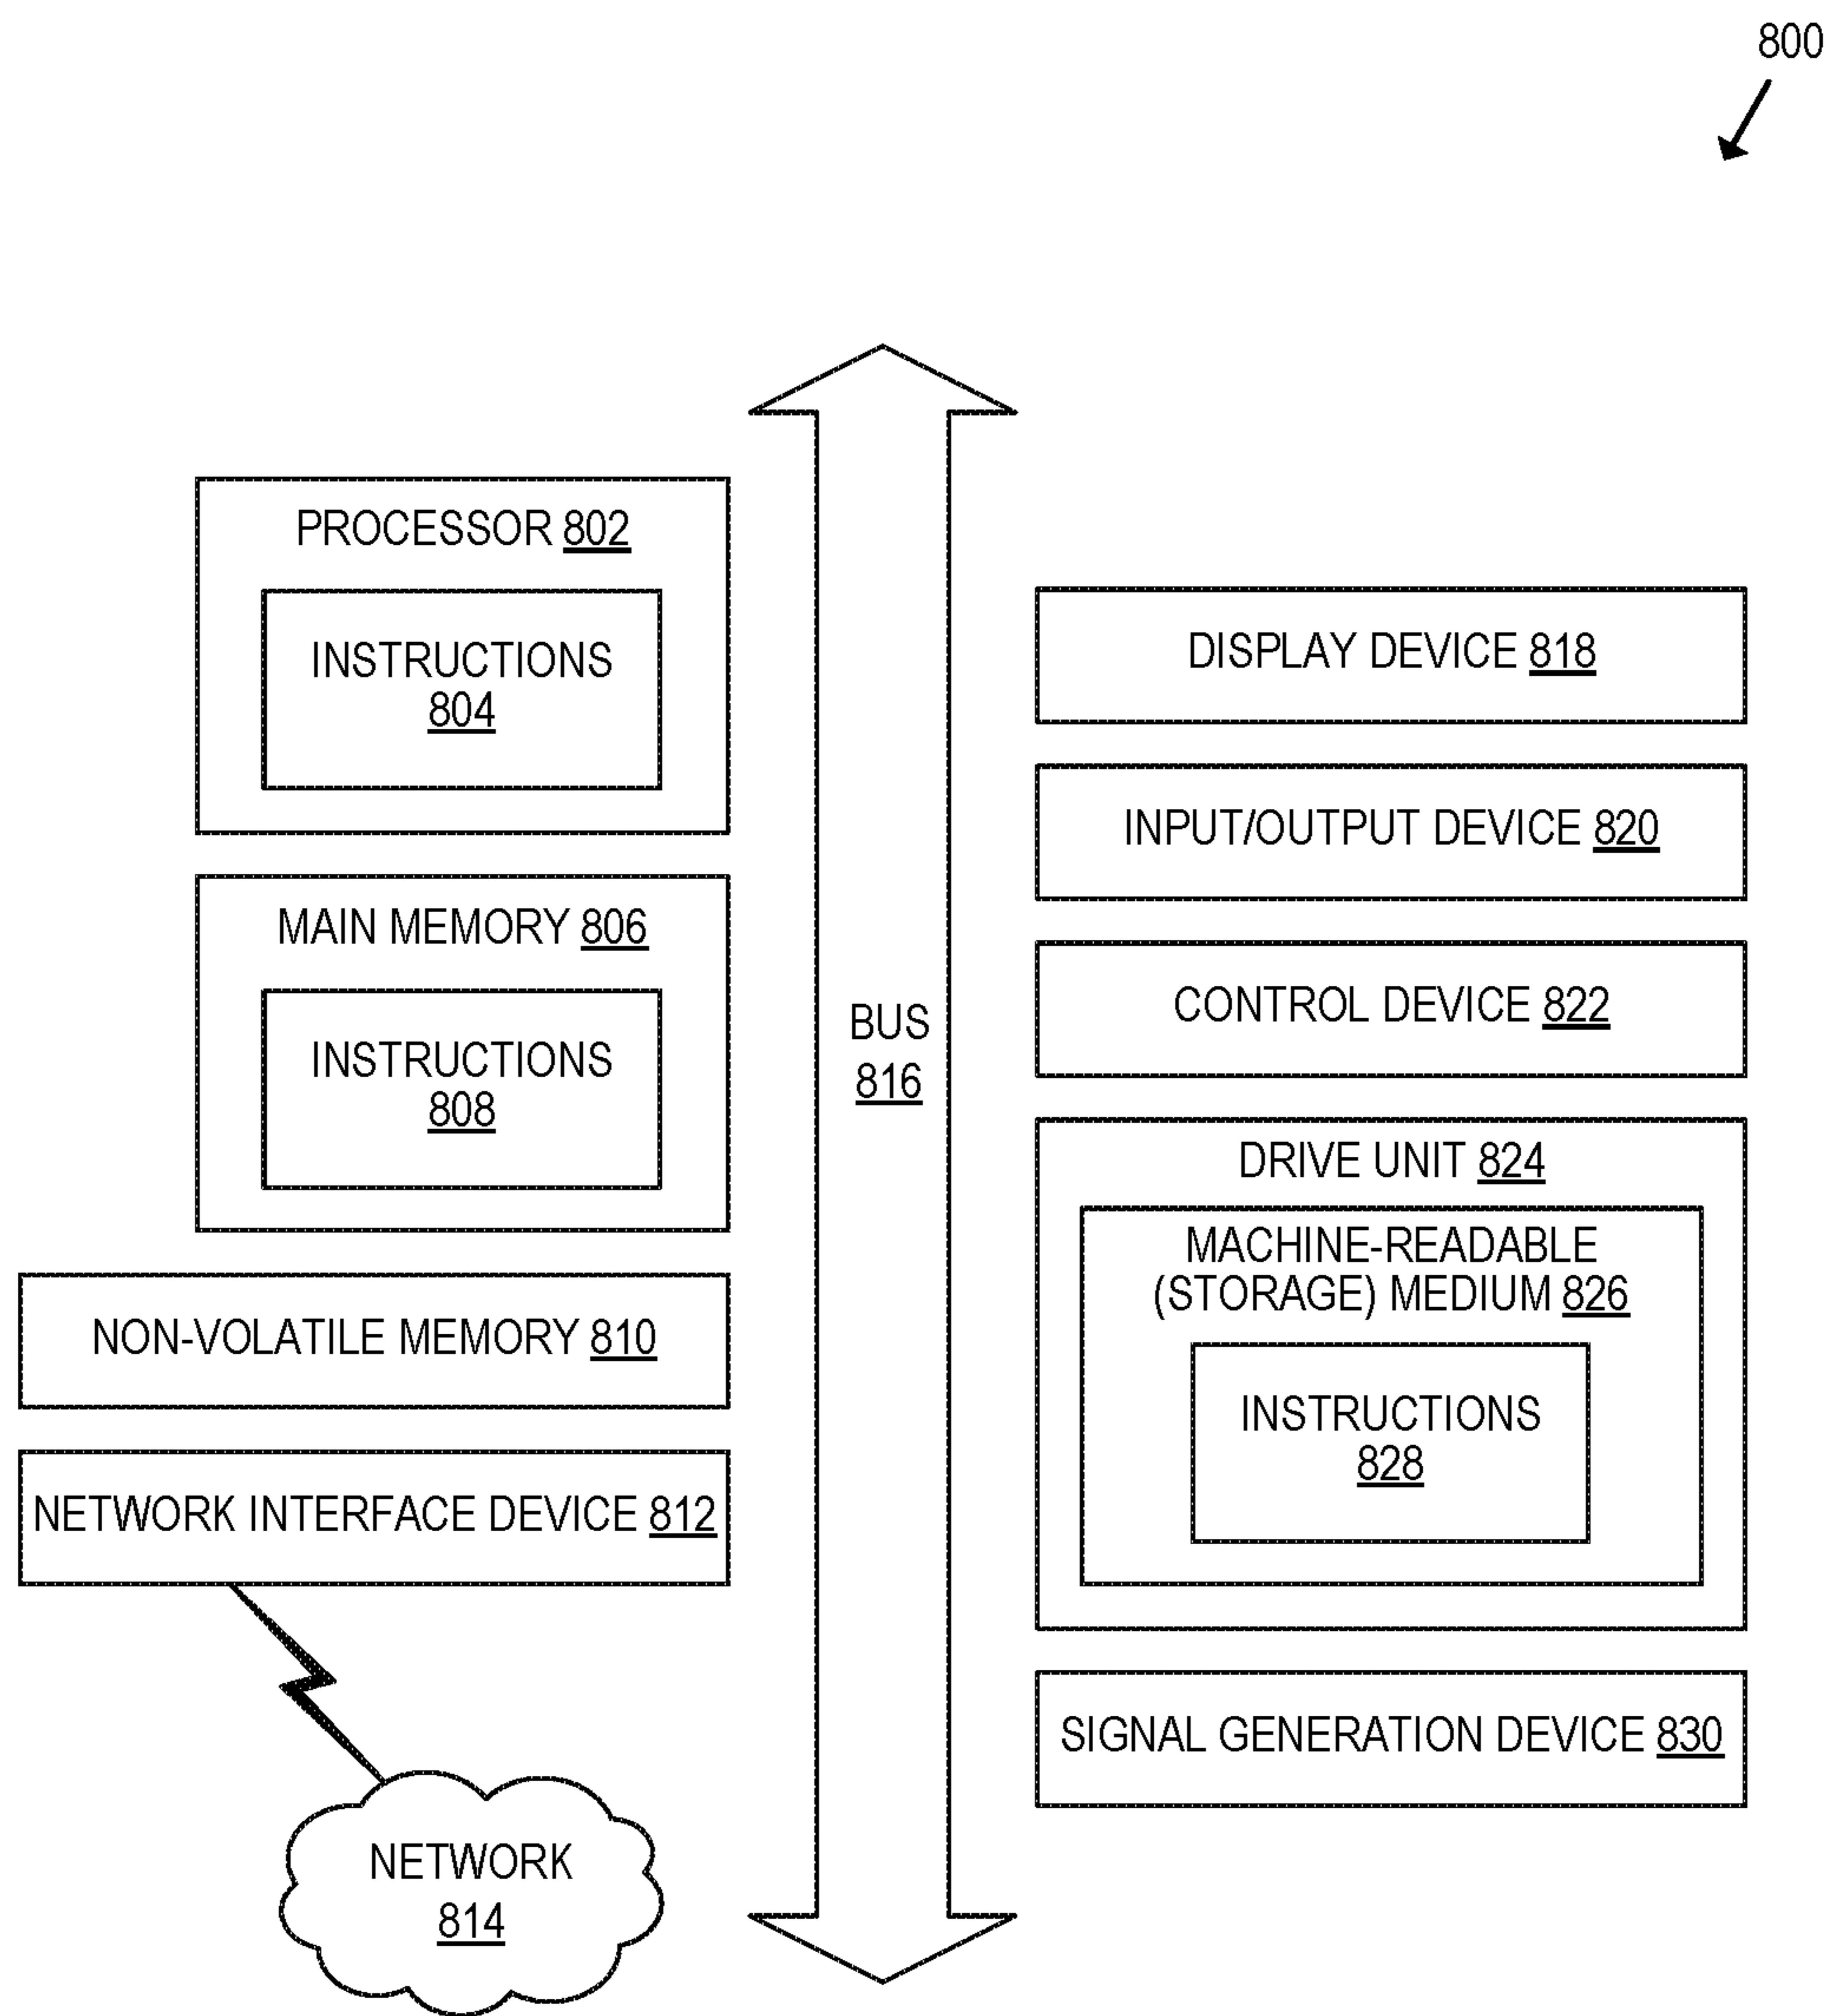 800
PROCESSOR 802
INSTRUCTIONS
804
MAIN MEMORY 806
INSTRUCTIONS
808
NON-VOLATILE MEMORY 810
NETWORK INTERFACE DEVICE 812
NETWORK
814
BUS
816
DISPLAY DEVICE 818
INPUT/OUTPUT DEVICE 820
CONTROL DEVICE 822
DRIVE UNIT 824
MACHINE-READABLE
(STORAGE) MEDIUM 826
INSTRUCTIONS
828
SIGNAL GENERATION DEVICE 830